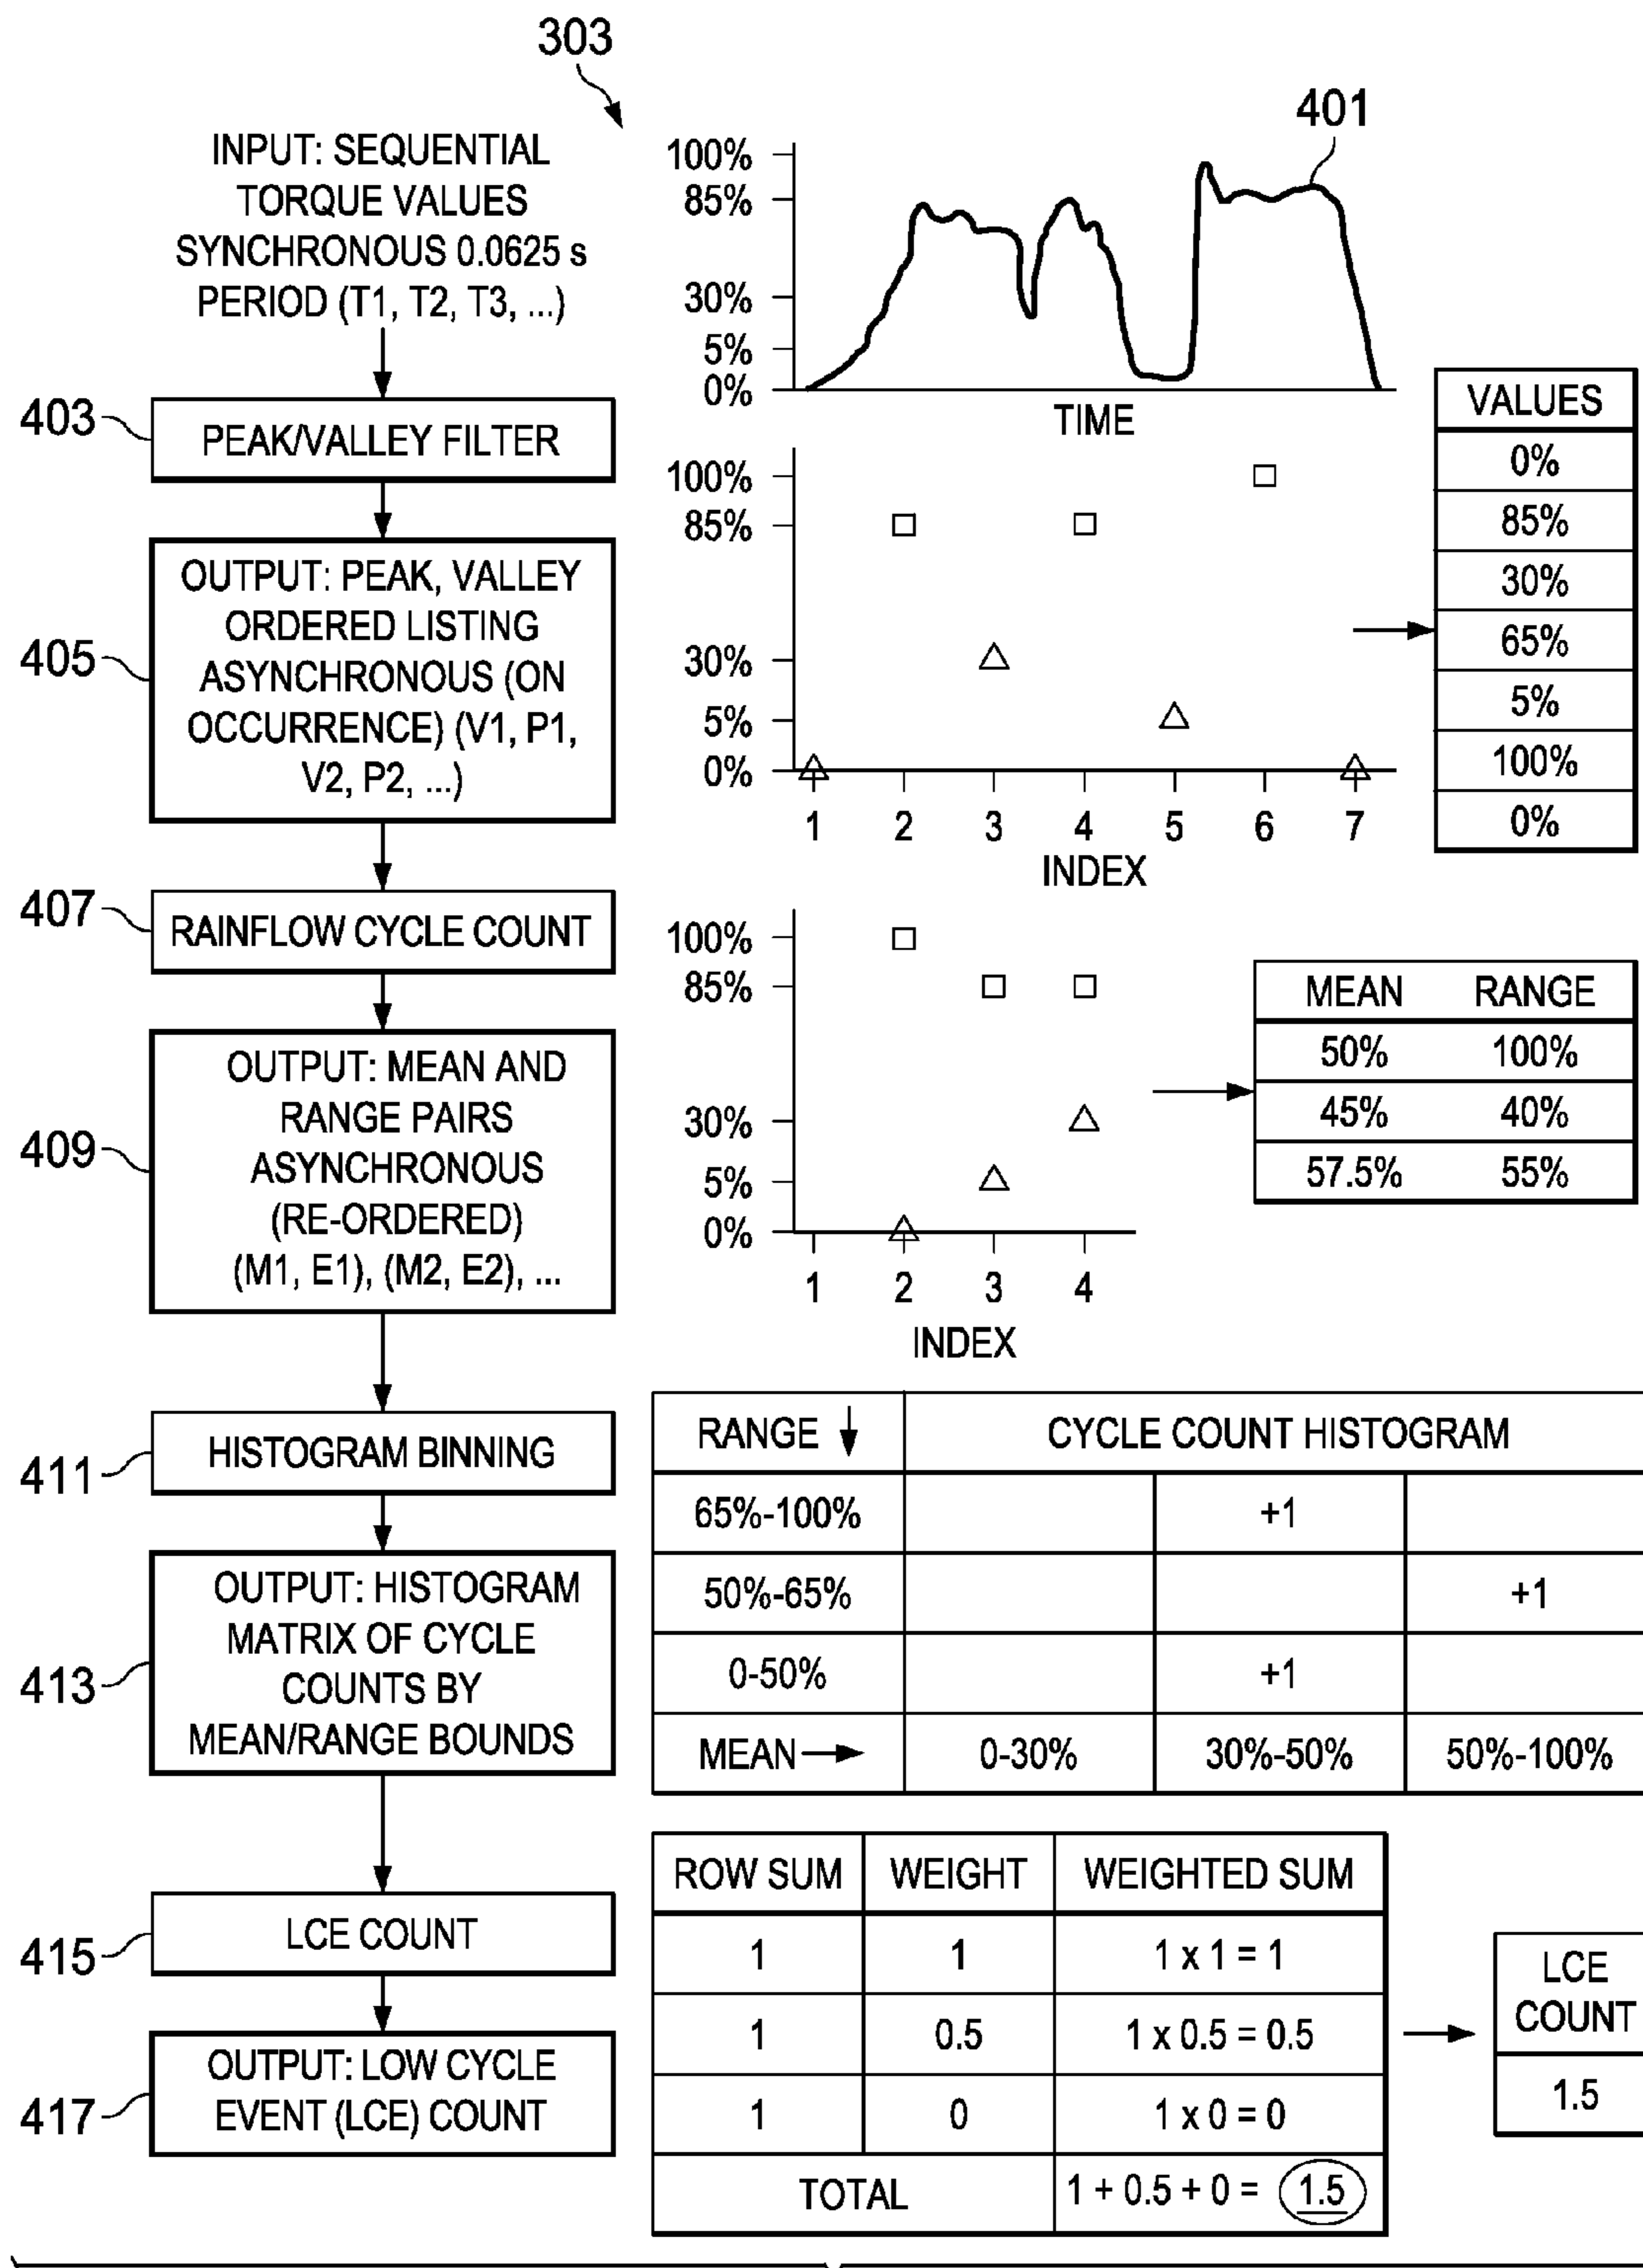 303
INPUT: SEQUENTIAL
TORQUE VALUES
SYNCHRONOUS 0.0625 s
PERIOD (T1, T2, T3, ...)
401
100%
85%
30%
5%
0%
TIME
403
PEAK/VALLEY FILTER
VALUES
0%
85%
30%
65%
5%
100%
0%
405
OUTPUT: PEAK, VALLEY
ORDERED LISTING
ASYNCHRONOUS (ON
OCCURRENCE) (V1, P1,
V2, P2, ...)
100%
85%
30%
5%
0%
1 2 3 4 5 6 7
INDEX
407
RAINFLOW CYCLE COUNT
409
OUTPUT: MEAN AND
RANGE PAIRS
ASYNCHRONOUS
(RE-ORDERED)
(M1, E1), (M2, E2), ...
100%
85%
30%
5%
0%
1 2 3 4
INDEX
MEAN RANGE
50% 100%
45% 40%
57.5% 55%
411
HISTOGRAM BINNING
413
OUTPUT: HISTOGRAM
MATRIX OF CYCLE
COUNTS BY
MEAN/RANGE BOUNDS
RANGE ↓ CYCLE COUNT HISTOGRAM
65%-100% +1
50%-65% +1
0-50% +1
MEAN → 0-30% 30%-50% 50%-100%
415
LCE COUNT
417
OUTPUT: LOW CYCLE
EVENT (LCE) COUNT
ROW SUM WEIGHT WEIGHTED SUM
1 1 1 x 1 = 1
1 0.5 1 x 0.5 = 0.5
1 0 1 x 0 = 0
TOTAL 1 + 0.5 + 0 = 1.5
LCE
COUNT
1.5